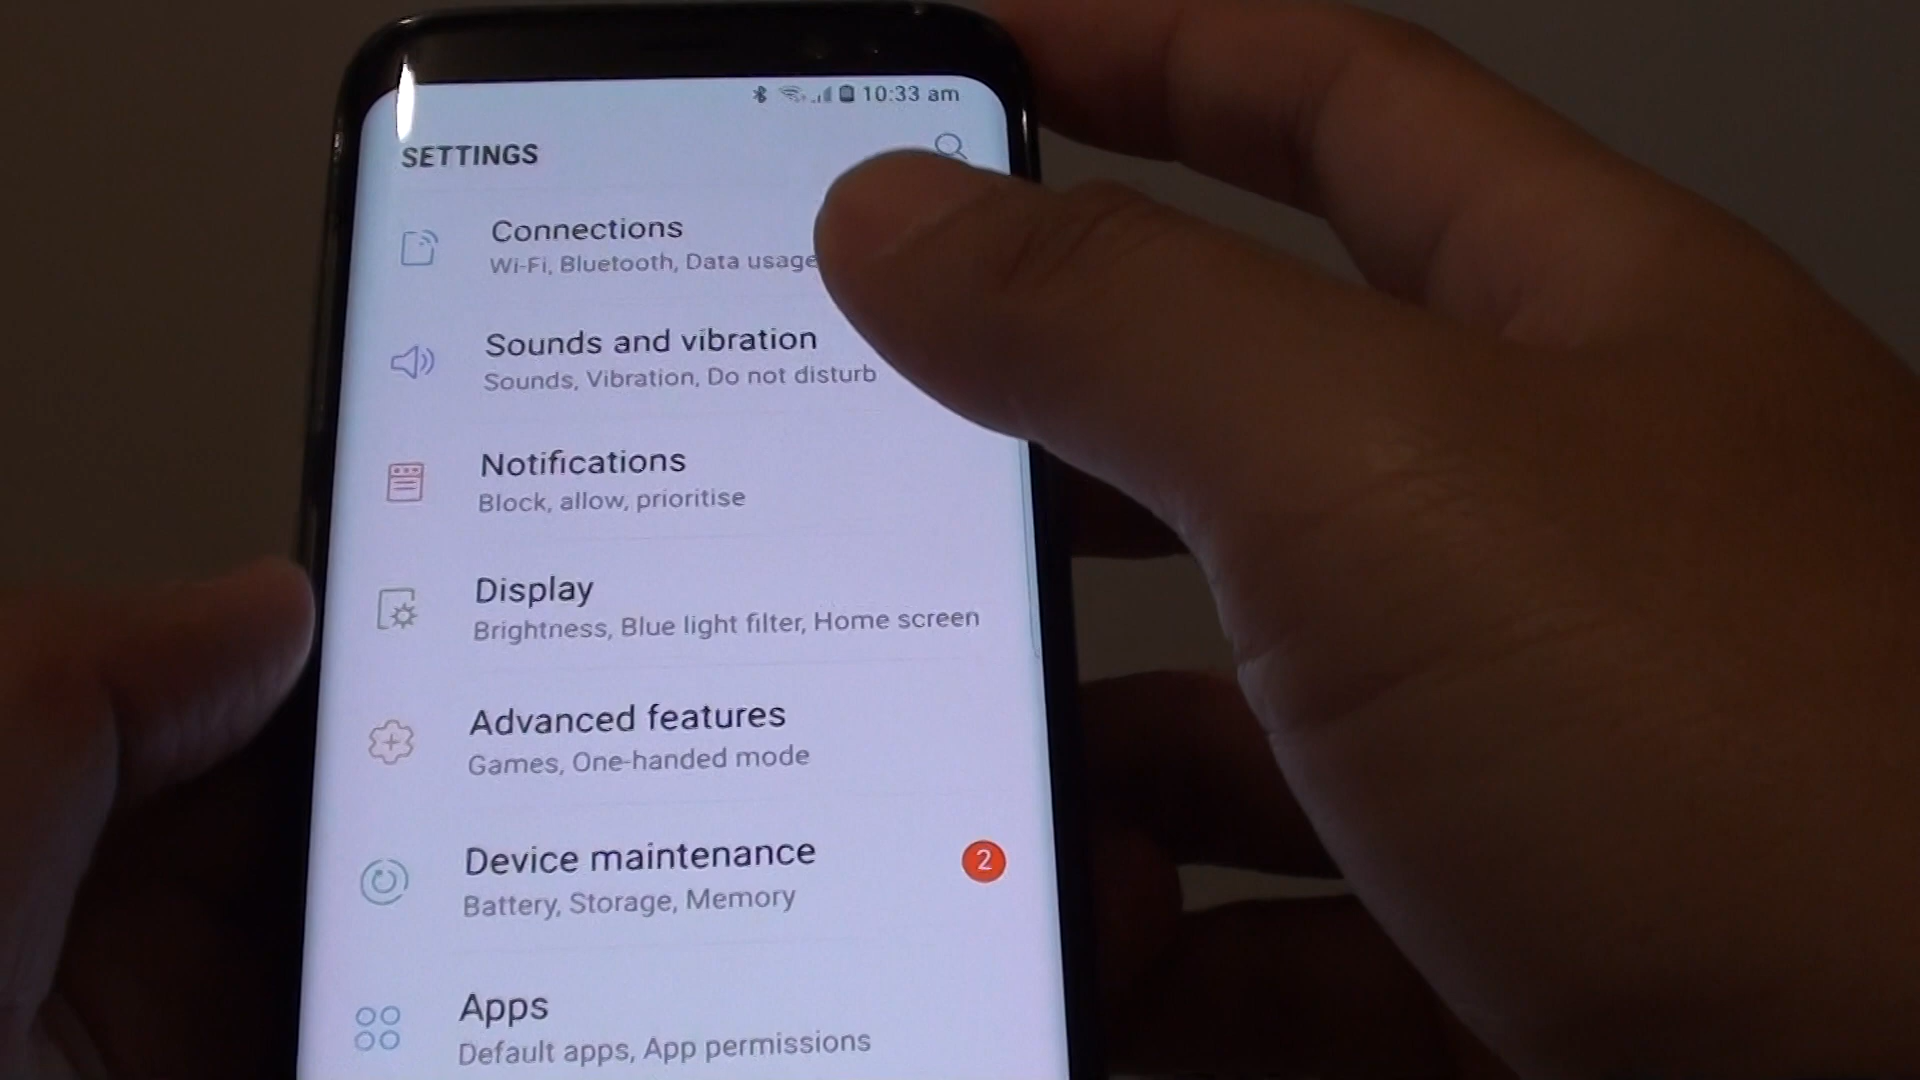 10:33 am
SETTINGS
Connections
Wi-Fi, Bluetooth, Data usage
Sounds and vibration
Sounds, Vibration, Do not disturb
Notifications
Block, allow, prioritise
Display
Brightness, Blue light filter, Home screen
Advanced features
Games, One-handed mode
Device maintenance
2
Battery, Storage, Memory
Apps
Default apps, App permissions